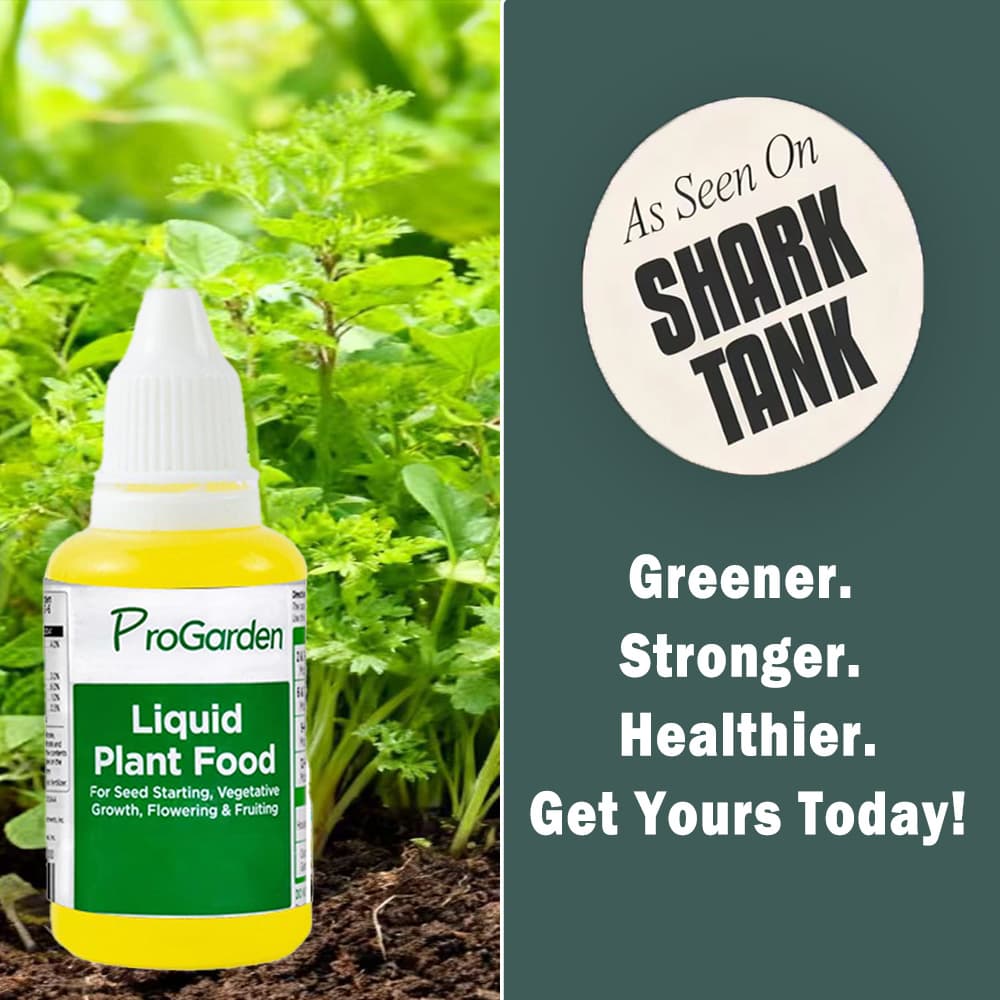 As Seen On
SHARK
TANK
Greener.
Stronger.
Healthier.
Get Yours Today!
ProGarden
Liquid
Plant Food
For Seed Starting, Vegetative
Growth, Flowering & Fruiting